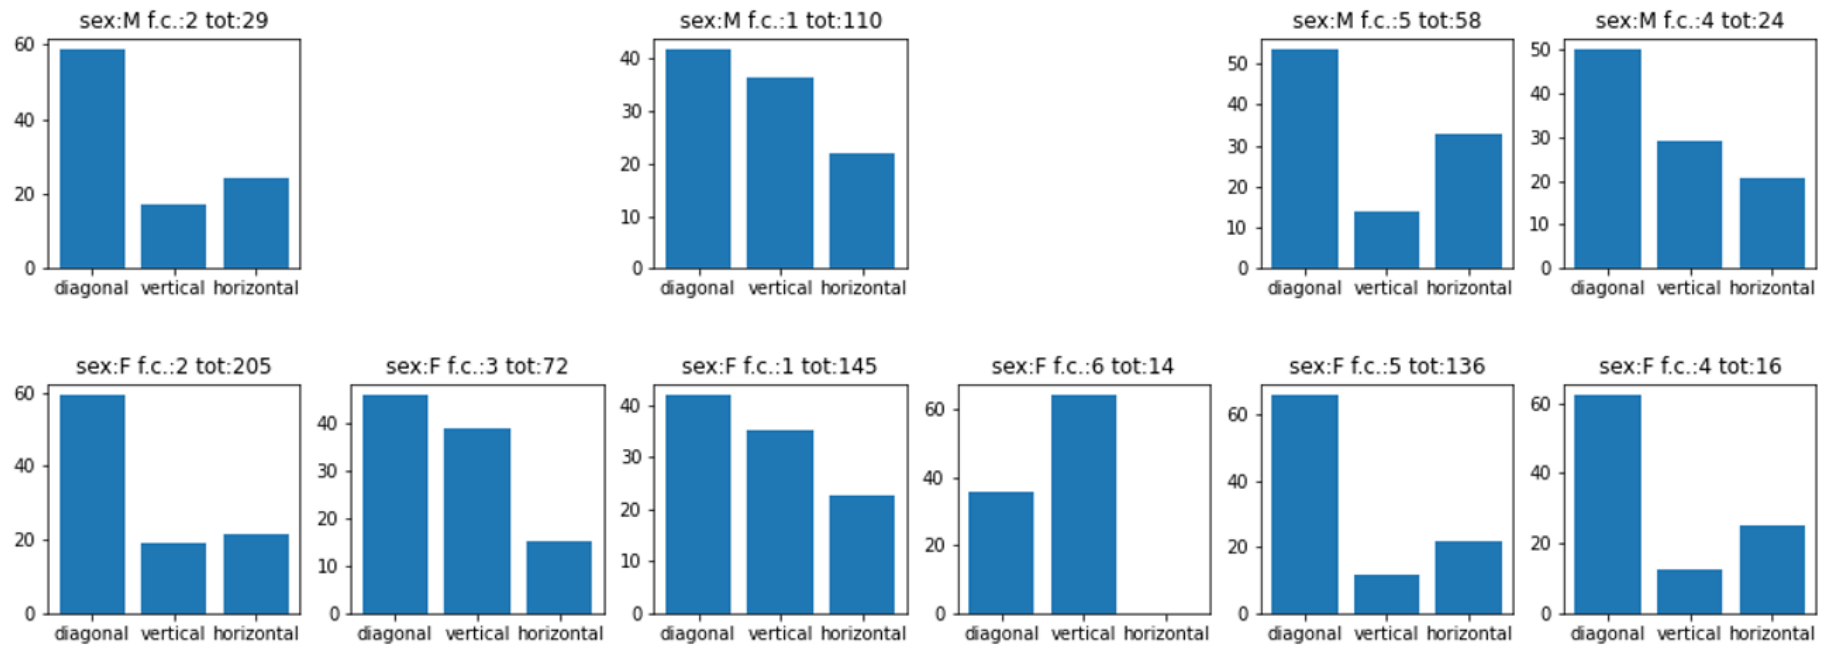 sex:M f.c.:2 tot:29
60
40
20
0
diagonal vertical horizontal
sex:M f.c.:1 tot:110
40
30
20
10
0
diagonal vertical horizontal
sex:M f.c.:5 tot:58
50
40
30
20
10
0
diagonal vertical horizontal
sex:M f.c.:4 tot:24
50
40
30
20
10
0
diagonal vertical horizontal
sex:F f.c.:2 tot:205
60
40
20
0
diagonal vertical horizontal
sex:F f.c.:3 tot:72
40
30
20
10
0
diagonal vertical horizontal
sex:F f.c.:1 tot:145
40
30
20
10
0
diagonal vertical horizontal
sex:F f.c.:6 tot:14
60
40
20
0
diagonal vertical horizontal
sex:F f.c.:5 tot:136
60
40
20
0
diagonal vertical horizontal
sex:F f.c.:4 tot:16
60
40
20
0
diagonal vertical horizontal